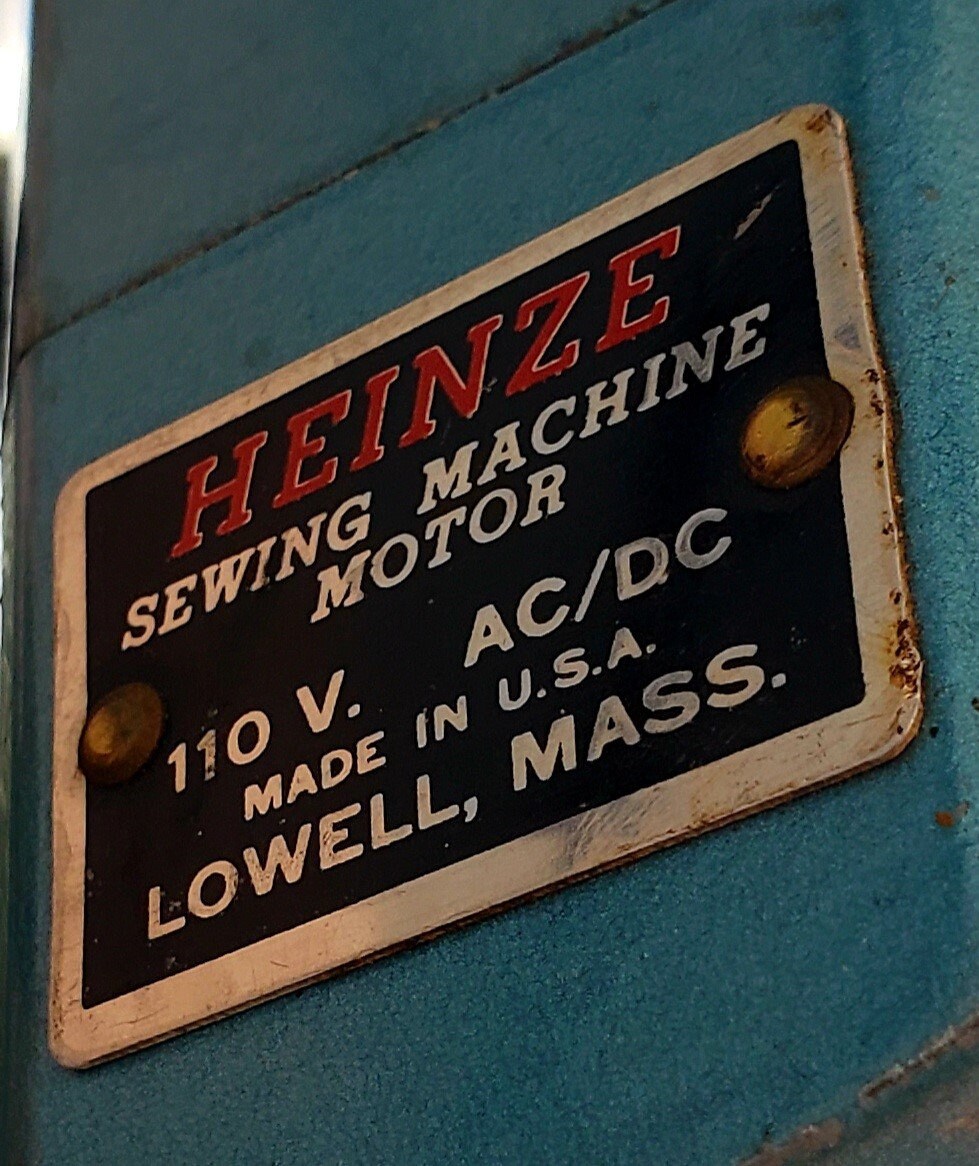 HEINZE
SEWING MACHINE
MOTOR
110 V. AC/DC
MADE IN U.S.A.
LOWELL, MASS.